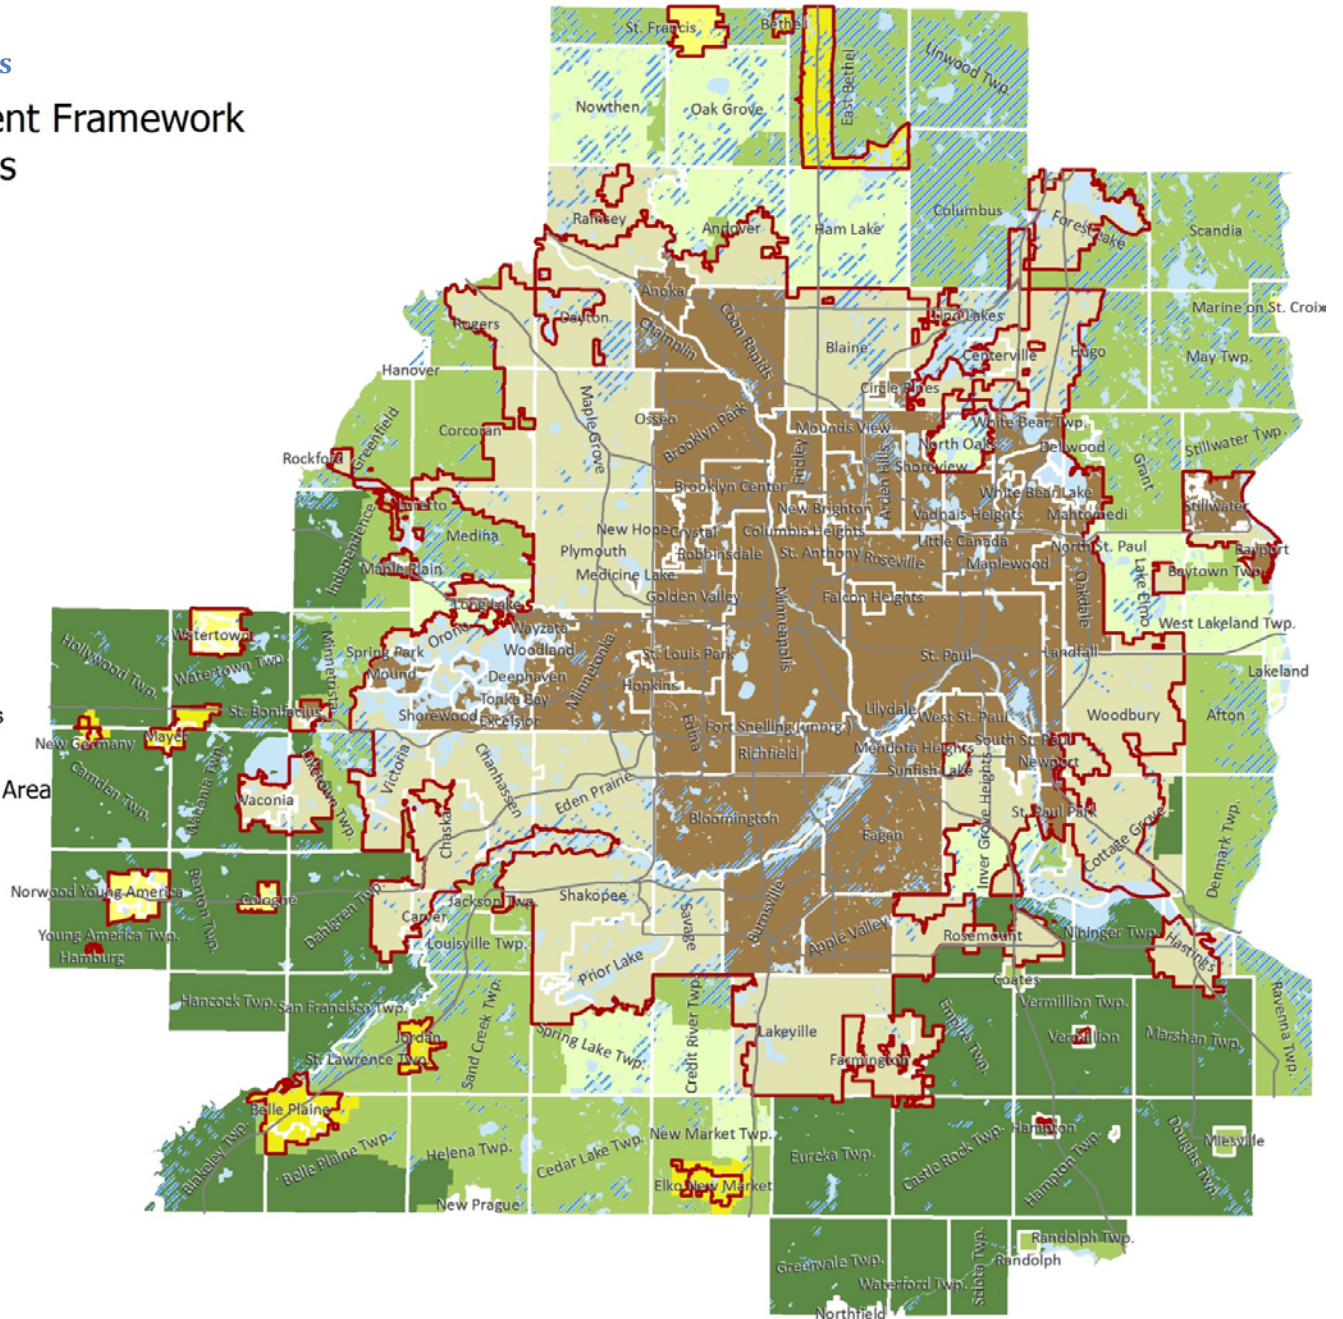 s
ent Framework
s
s
Area
St. Francis
Bethel
East Bethel
Linwood Twp.
Nowthen
Oak Grove
Ramsey
Andover
Ham Lake
Columbus
Forest Lake
Scandia
Anoka
Rogers
Dayton
Champlin
Coon Rapids
Blaine
Lino Lakes
Centerville
Hugo
Marine on St. Croix
May Twp.
Circle Pines
Hanover
Corcoran
Greenfield
Rockford
Maple Grove
Osseo
Brooklyn Park
Mounds View
Fridley
North Oaks
Shoreview
White Bear Twp.
Dellwood
Grant
Stillwater Twp.
Stillwater
Brooklyn Center
Arden Hills
New Brighton
White Bear Lake
Vadnais Heights
Mahtomedi
Loretto
Medina
Independence
Maple Plain
New Hope
Crystal
Robbinsdale
Columbia Heights
St. Anthony
Roseville
Little Canada
Maplewood
North St. Paul
Bayport
Baytown Twp.
Lake Elmo
Plymouth
Medicine Lake
Golden Valley
Minneapolis
Falcon Heights
Oakdale
West Lakeland Twp.
Long Lake
Orono
Wayzata
Woodland
Spring Park
Mound
Deephaven
Tonka Bay
Shorewood
Excelsior
Minnetonka
St. Louis Park
Hopkins
Edina
St. Paul
Landfall
Lakeland
Watertown
Hollywood Twp.
Watertown Twp.
Minnetrista
St. Bonifacius
Mayer
New Germany
Camden Twp.
Waconia Twp.
Waconia
Laketown Twp.
Victoria
Chanhassen
Chaska
Eden Prairie
Fort Snelling (unorg.)
Richfield
Lilydale
West St. Paul
Mendota Heights
South St. Paul
Sunfish Lake
Newport
Woodbury
Afton
Bloomington
Eagan
Inver Grove Heights
St. Paul Park
Cottage Grove
Denmark Twp.
Norwood Young America
Young America Twp.
Hamburg
Benton Twp.
Cologne
Dahlgren Twp.
Carver
Jackson Twp.
Louisville Twp.
Shakopee
Prior Lake
Savage
Burnsville
Apple Valley
Rosemount
Nininger Twp.
Hastings
Coates
Hancock Twp.
San Francisco Twp.
Jordan
St. Lawrence Twp.
Sand Creek Twp.
Spring Lake Twp.
Credit River Twp.
Lakeville
Farmington
Empire Twp.
Vermillion Twp.
Vermillion
Marshan Twp.
Ravenna Twp.
Belle Plaine
Blakeley Twp.
Belle Plaine Twp.
Helena Twp.
New Prague
Cedar Lake Twp.
New Market Twp.
Elko New Market
Eureka Twp.
Castle Rock Twp.
Hampton
Hampton Twp.
Douglas Twp.
Miesville
Greenvale Twp.
Waterford Twp.
Sciota Twp.
Randolph Twp.
Randolph
Northfield